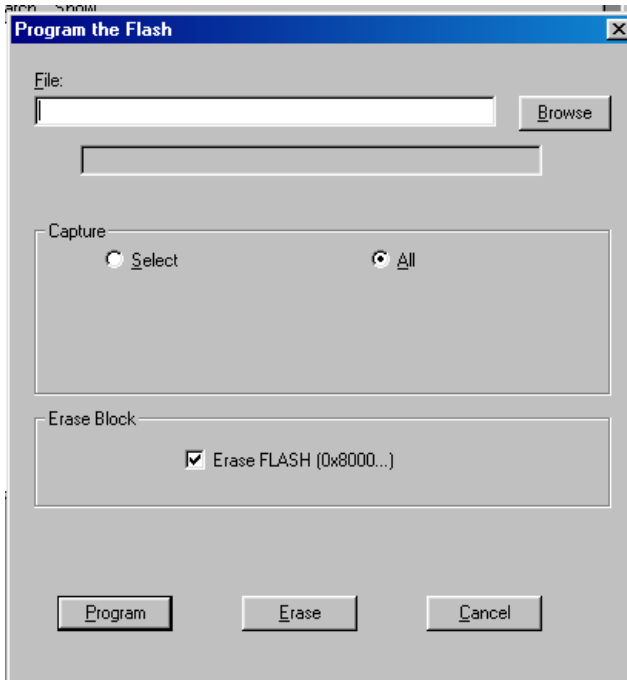 Program the Flash
File:
Browse
Capture
Select All
Erase Block
Erase FLASH (0x8000...)
Program Erase Cancel